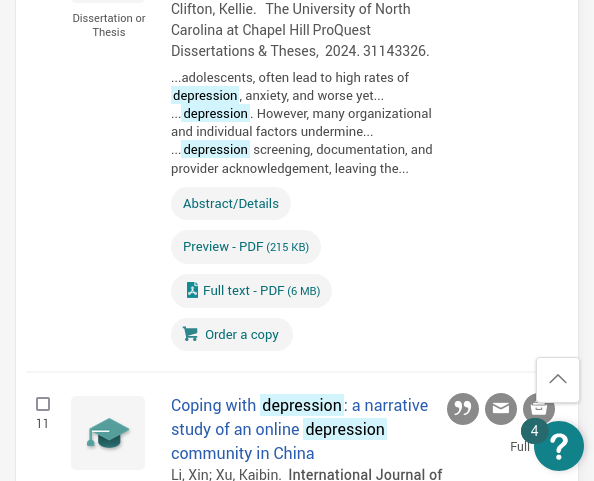 Dissertation or
Thesis
Clifton, Kellie. The University of North
Carolina at Chapel Hill ProQuest
Dissertations & Theses, 2024. 31143326.
...adolescents, often lead to high rates of
depression, anxiety, and worse yet...
...depression. However, many organizational
and individual factors undermine...
...depression screening, documentation, and
provider acknowledgement, leaving the...
Abstract/Details
Preview - PDF (215 KB)
Full text - PDF (6 MB)
Order a copy
11
Coping with depression: a narrative
study of an online depression
community in China
Li, Xin; Xu, Kaibin. International Journal of
4
Full
?